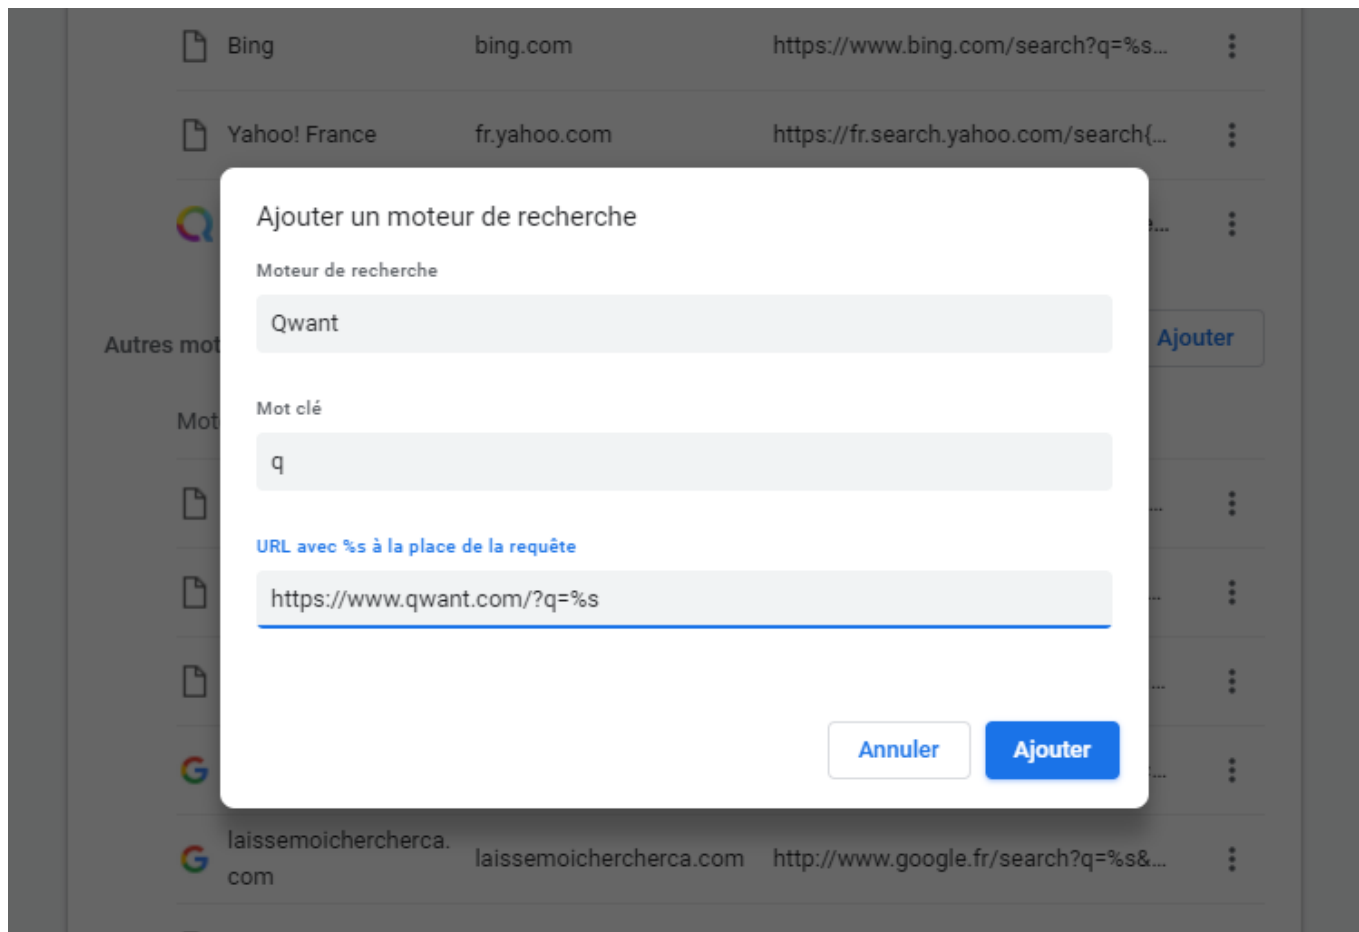 Bing bing.com https://www.bing.com/search?q=%s...
Yahoo! France fr.yahoo.com https://fr.search.yahoo.com/search{...
Ajouter un moteur de recherche
Moteur de recherche
Qwant
Autres mot
Ajouter
Mot clé
Mot
q
URL avec %s à la place de la requête
https://www.qwant.com/?q=%s
Annuler Ajouter
laissemoichercherca.
com laissemoichercherca.com http://www.google.fr/search?q=%s&...